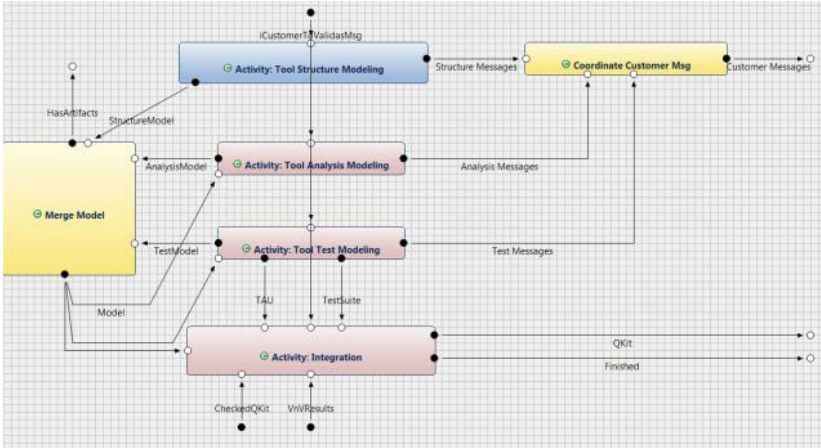 iCustomerToValidasMsg
Activity: Tool Structure Modeling
Structure Messages
Coordinate Customer Msg
Customer Messages
HasArtifacts
StructureModel
AnalysisModel
Activity: Tool Analysis Modeling
Analysis Messages
Merge Model
TestModel
Activity: Tool Test Modeling
Test Messages
Model
TAU
TestSuite
Activity: Integration
QKit
Finished
CheckedQKit
VnVResults